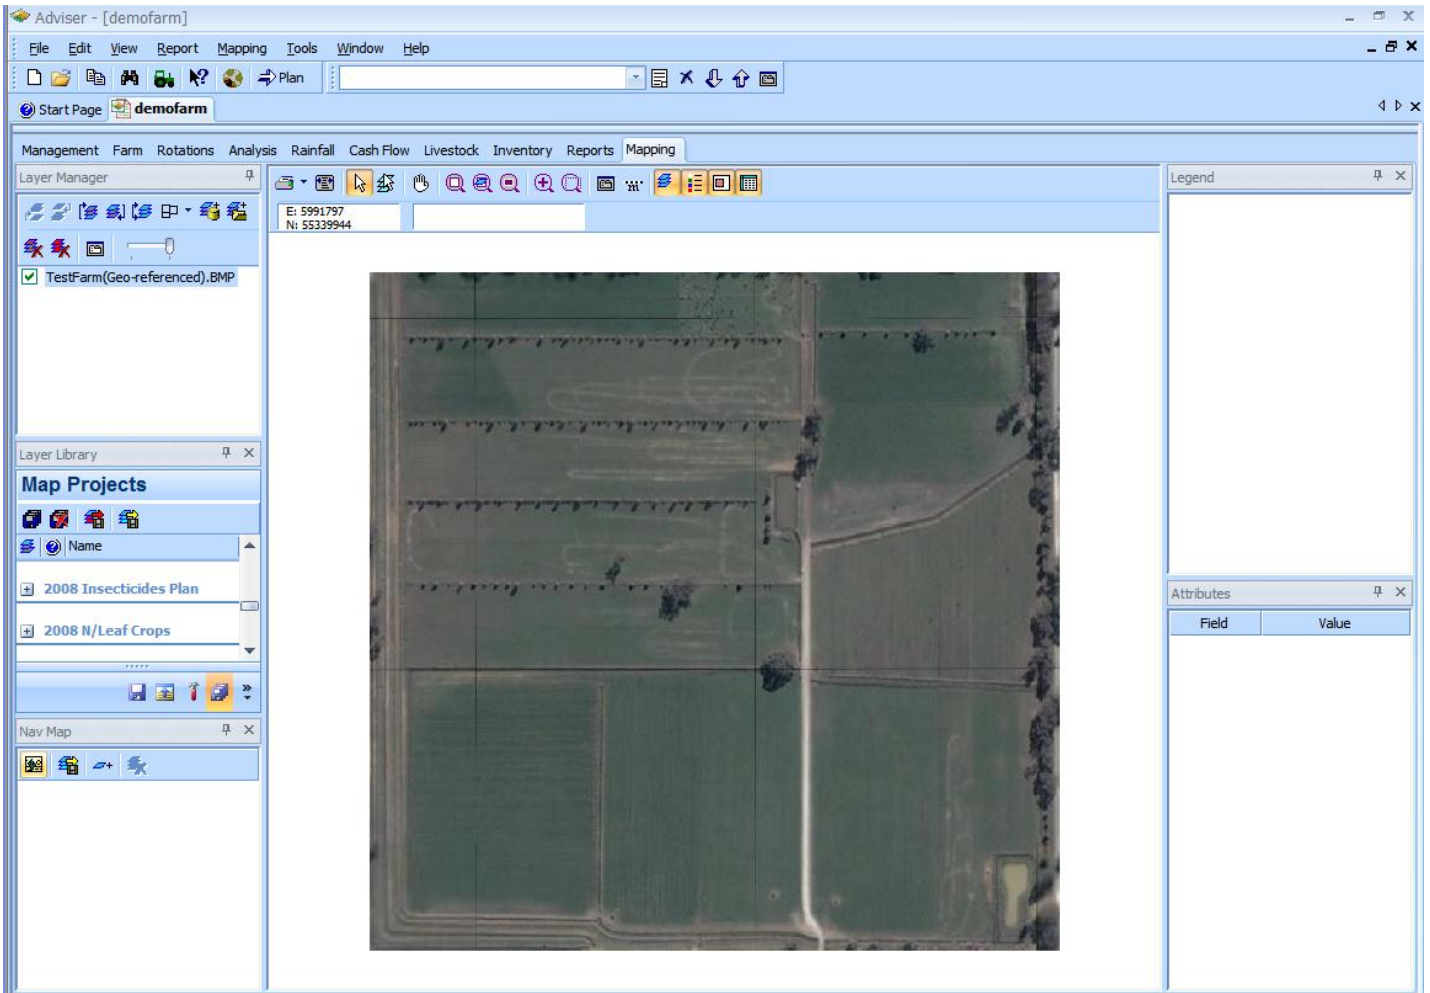 Adviser - [demofarm]
File Edit View Report Mapping Tools Window Help
Plan
Start Page demofarm
Management Farm Rotations Analysis Rainfall Cash Flow Livestock Inventory Reports Mapping
Layer Manager
E: 5991797
N: 55339944
TestFarm(Geo-referenced).BMP
Layer Library
Map Projects
Name
2008 Insecticides Plan
2008 N/Leaf Crops
Nav Map
Legend
Attributes
Field Value